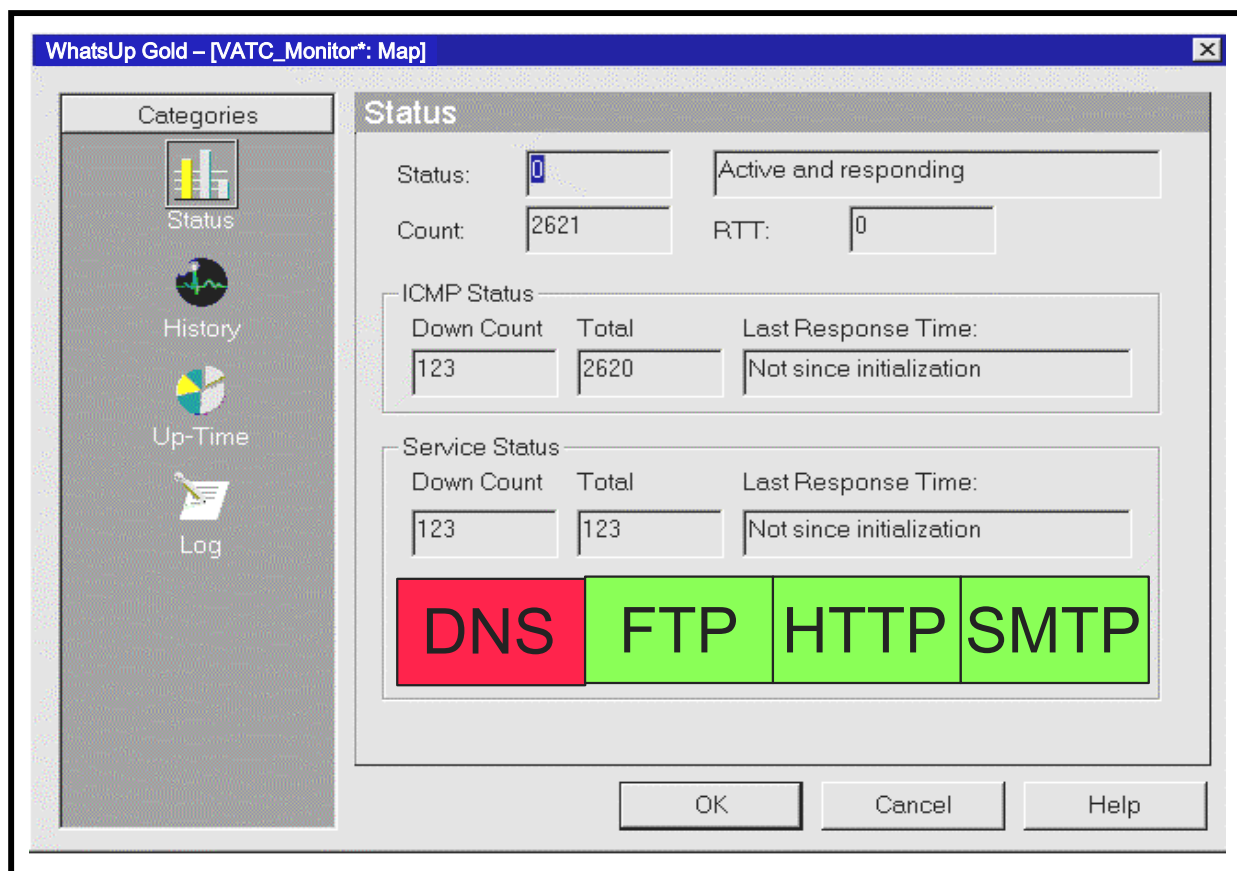 WhatsUp Gold – [VATC_Monitor*: Map]
Categories
Status
History
Up-Time
Log
Status
Status: 0 Active and responding
Count: 2621 RTT: 0
ICMP Status
Down Count Total Last Response Time:
123 2620 Not since initialization
Service Status
Down Count Total Last Response Time:
123 123 Not since initialization
DNS FTP HTTP SMTP
OK Cancel Help